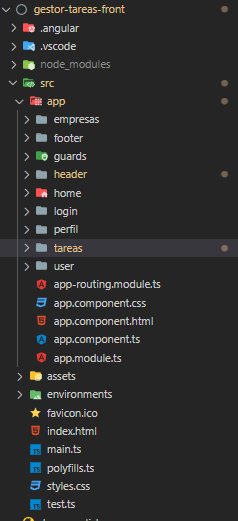 gestor-tareas-front
.angular
.vscode
node_modules
src
app
empresas
footer
guards
header
home
login
perfil
tareas
user
app-routing.module.ts
app.component.css
app.component.html
app.component.ts
app.module.ts
assets
environments
favicon.ico
index.html
main.ts
polyfills.ts
styles.css
test.ts